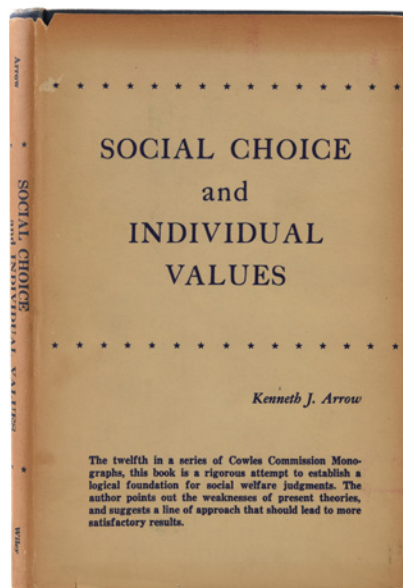 Arrow
SOCIAL CHOICE
and INDIVIDUAL VALUES
Wiley
SOCIAL CHOICE
and
INDIVIDUAL
VALUES
Kenneth J. Arrow
The twelfth in a series of Cowles Commission Mono-
graphs, this book is a rigorous attempt to establish a
logical foundation for social welfare judgments. The
author points out the weaknesses of present theories,
and suggests a line of approach that should lead to more
satisfactory results.